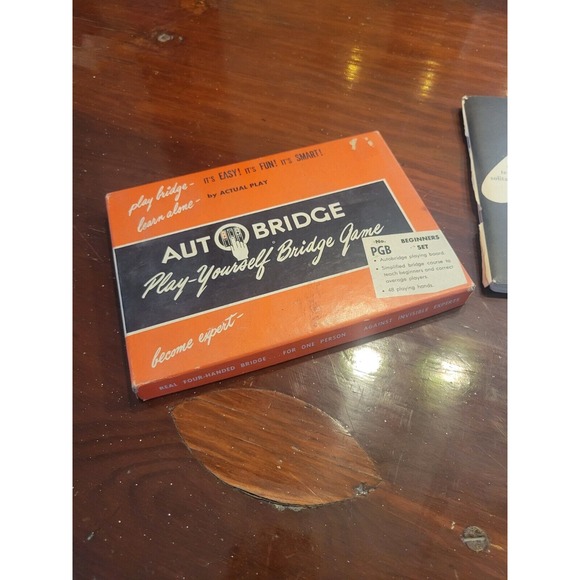 play bridge - IT'S EASY! IT'S FUN! IT'S SMART!
learn alone - by ACTUAL PLAY
AUTOBRIDGE
Play-Yourself Bridge Game
No.
PGB
BEGINNERS
SET
• Autobridge playing board.
• Simplified bridge course to
teach beginners and correct
average players.
• 48 playing hands.
become expert -
REAL FOUR-HANDED BRIDGE FOR ONE PERSON AGAINST INVISIBLE EXPERTS